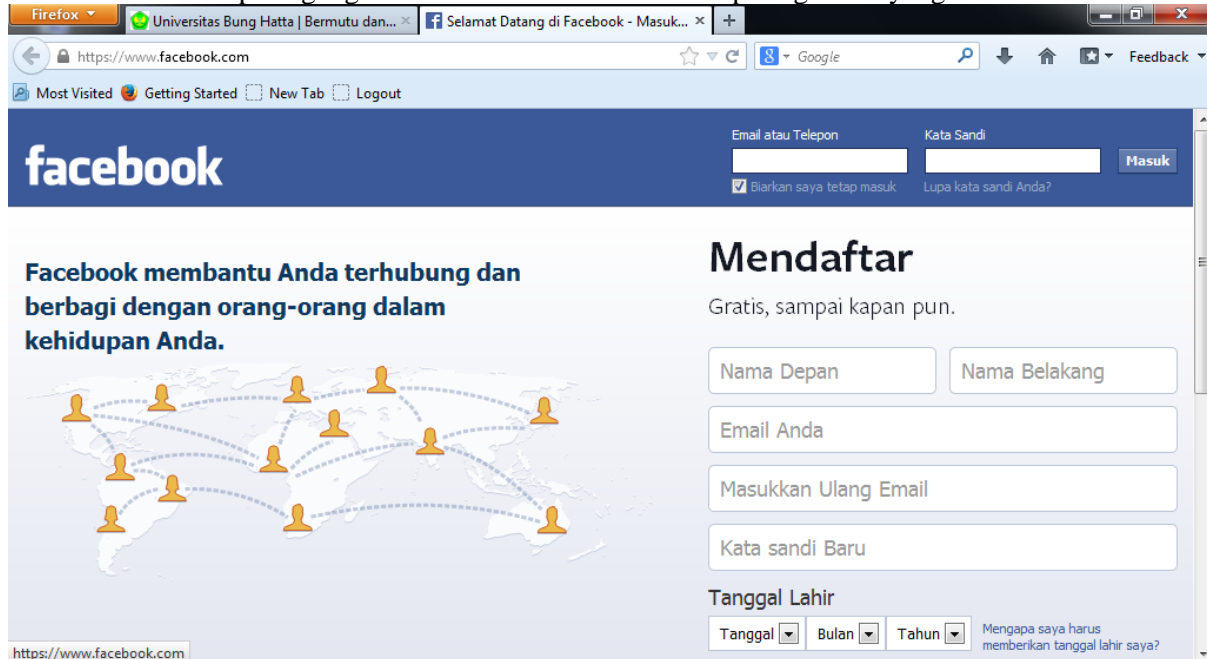 Firefox
Universitas Bung Hatta | Bermutu dan...
Selamat Datang di Facebook - Masuk...
https://www.facebook.com
Google
Feedback
Most Visited
Getting Started
New Tab
Logout
facebook
Email atau Telepon
Kata Sandi
Masuk
Biarkan saya tetap masuk
Lupa kata sandi Anda?
Facebook membantu Anda terhubung dan
berbagi dengan orang-orang dalam
kehidupan Anda.
Mendaftar
Gratis, sampai kapan pun.
Nama Depan
Nama Belakang
Email Anda
Masukkan Ulang Email
Kata sandi Baru
Tanggal Lahir
Tanggal
Bulan
Tahun
Mengapa saya harus
memberikan tanggal lahir saya?
https://www.facebook.com